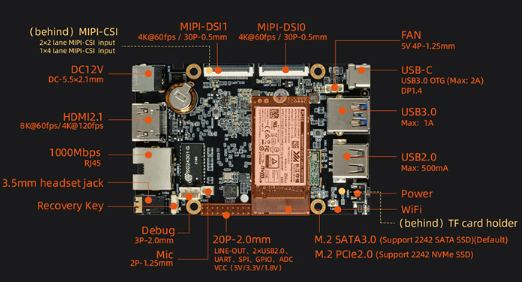 (behind) MIPI-CSI
2×2 lane MIPI-CSI input
1×4 lane MIPI-CSI input
MIPI-DSI1
4K@60fps / 30P-0.5mm
MIPI-DSI0
4K@60fps / 30P-0.5mm
FAN
5V 4P-1.25mm
DC12V
DC-5.5×2.1mm
USB-C
USB3.0 OTG (Max: 2A)
DP1.4
HDMI2.1
8K@60fps/4K@120fps
USB3.0
Max: 1A
1000Mbps
RJ45
USB2.0
Max: 500mA
3.5mm headset jack
Recovery Key
Power
WiFi
(behind) TF card holder
Debug
3P-2.0mm
Mic
2P-1.25mm
20P-2.0mm
LINE-OUT, 2×USB2.0,
UART, SPI, GPIO, ADC
VCC (5V/3.3V/1.8V)
M.2 SATA3.0 (Support 2242 SATA SSD)(Default)
M.2 PCIe2.0 (Support 2242 NVMe SSD)